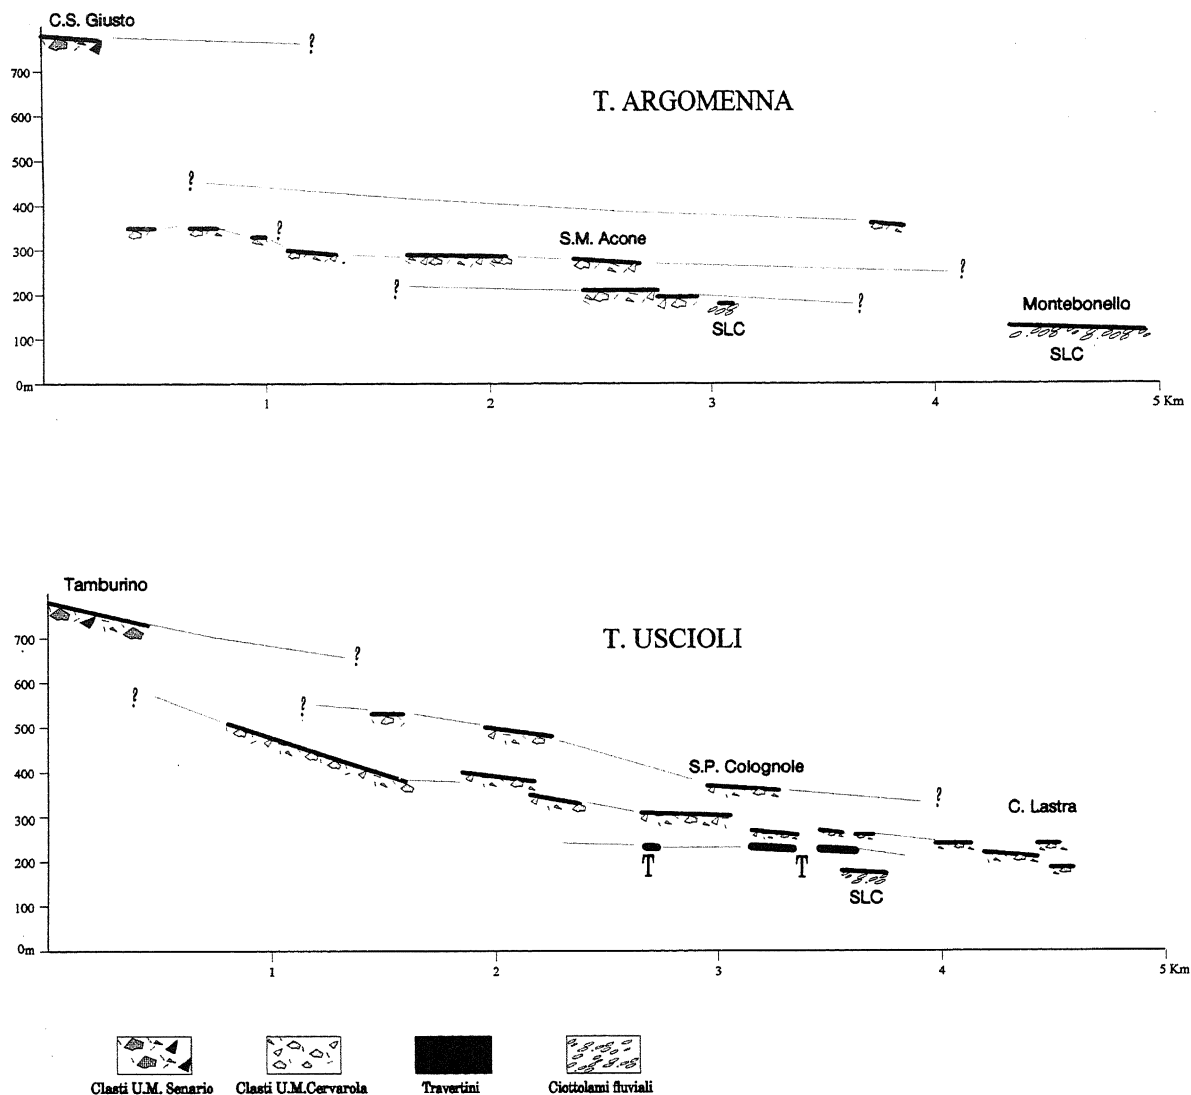 C.S. Giusto
?
700
T. ARGOMENNA
600
500
?
400
?
S.M. Acone
300
?
?
200
?
Montebonello
SLC
100
SLC
0m
1
2
3
4
5 Km
Tamburino
T. USCIOLI
700
?
600
?
?
500
S.P. Colognole
400
?
C. Lastra
300
200
T
T
SLC
100
0m
1
2
3
4
5 Km
Clasti U.M. Senario
Clasti U.M.Cervarola
Travertini
Ciottolami fluviali